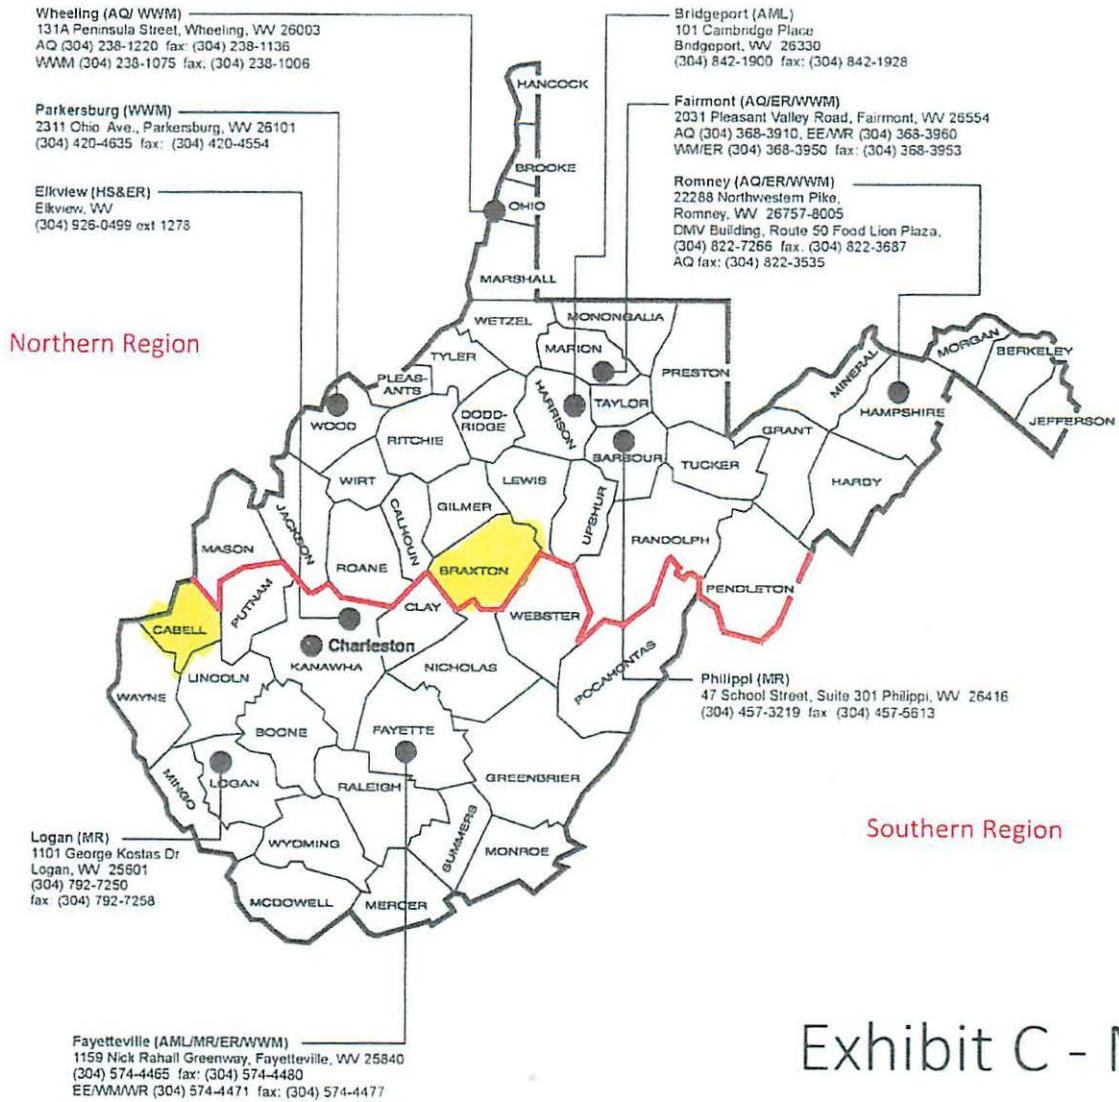 Wheeling (AQ/ WWM)
131A Peninsula Street, Wheeling, WV 26003
AQ (304) 238-1220 fax: (304) 238-1136
WWM (304) 238-1075 fax: (304) 238-1006
Bridgeport (AML)
101 Cambridge Place
Bridgeport, WV 26330
(304) 842-1900 fax: (304) 842-1928
Parkersburg (WWM)
2311 Ohio Ave., Parkersburg, WV 26101
(304) 420-4635 fax: (304) 420-4554
Fairmont (AQ/ER/WWM)
2031 Pleasant Valley Road, Fairmont, WV 26554
AQ (304) 368-3910, EE/WR (304) 368-3960
WM/ER (304) 368-3950 fax: (304) 368-3953
Elkview (HS&ER)
Elkview, WV
(304) 926-0499 ext 1278
Romney (AQ/ER/WWM)
22288 Northwestern Pike,
Romney, WV 26757-8005
DMV Building, Route 50 Food Lion Plaza,
(304) 822-7266 fax. (304) 822-3687
AQ fax: (304) 822-3535
Northern Region
HANCOCK
BROOKE
OHIO
MARSHALL
WETZEL
MONONGALIA
TYLER
MARION
PRESTON
PLEAS-
ANTS
HARRISON
TAYLOR
MINERAL
MORGAN
BERKELEY
JEFFERSON
HAMPSHIRE
WOOD
RITCHIE
DODD-
RIDGE
BARBOUR
TUCKER
GRANT
HARDY
WIRT
CALHOUN
GILMER
LEWIS
UPSHUR
RANDOLPH
MASON
JACKSON
ROANE
BRAXTON
PENDLETON
CABELL
PUTNAM
CLAY
WEBSTER
Charleston
KANAWHA
NICHOLAS
POCAHONTAS
WAYNE
LINCOLN
BOONE
FAYETTE
GREENBRIER
MINGO
LOGAN
RALEIGH
SUMMERS
MONROE
WYOMING
MCDOWELL
MERCER
Philippi (MR)
47 School Street, Suite 301 Philippi, WV 26416
(304) 457-3219 fax (304) 457-5613
Southern Region
Logan (MR)
1101 George Kostas Dr
Logan, WV 25601
(304) 792-7250
fax (304) 792-7258
Fayetteville (AML/MR/ER/WWM)
1159 Nick Rahall Greenway, Fayetteville, WV 25840
(304) 574-4465 fax: (304) 574-4480
EE/WM/WR (304) 574-4471 fax: (304) 574-4477
Exhibit C -